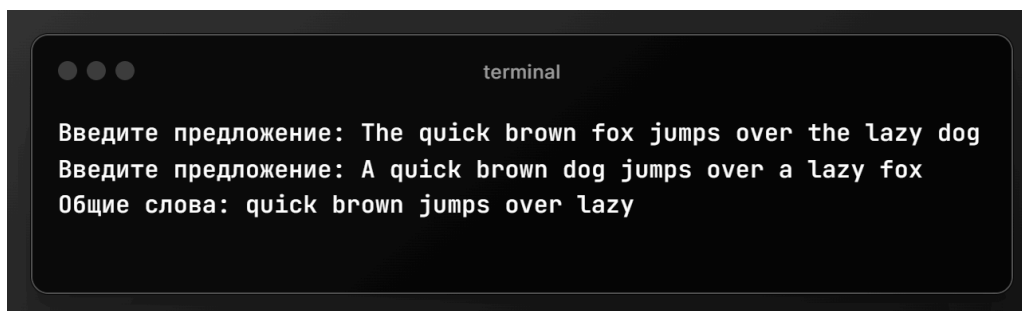 terminal
Введите предложение: The quick brown fox jumps over the lazy dog
Введите предложение: A quick brown dog jumps over a lazy fox
Общие слова: quick brown jumps over lazy